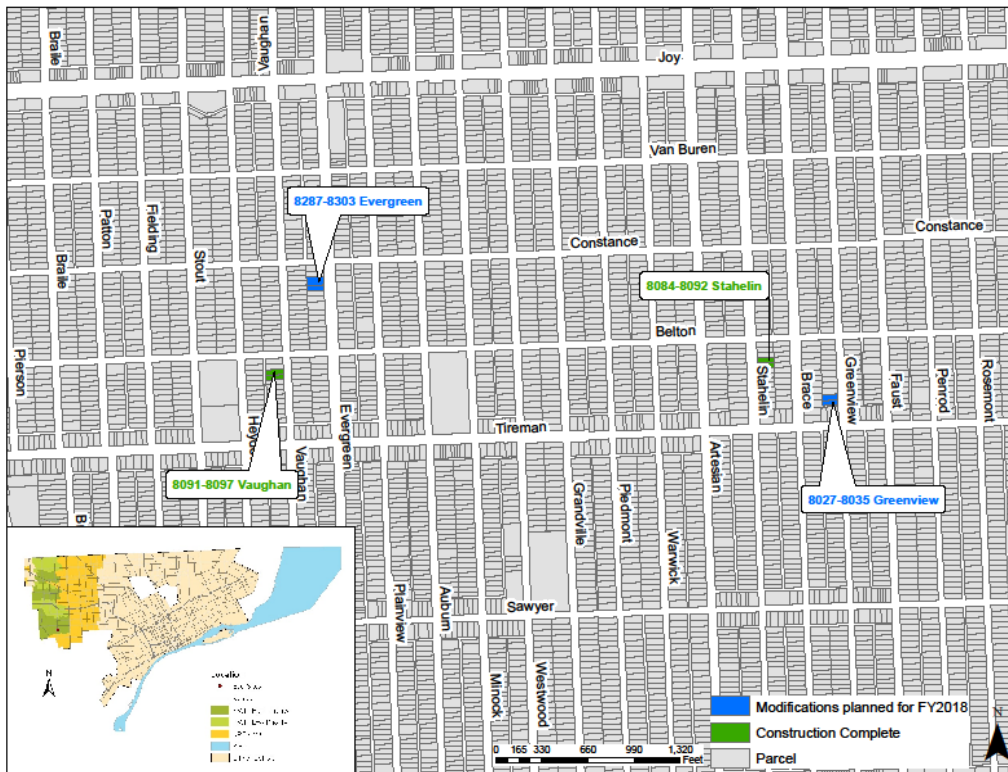 Braile
Vaughan
Joy
Van Buren
8287-8303 Evergreen
Patton
Fielding
Constance
Constance
Braile
Stout
8084-8092 Stahelin
Belton
Pierson
Stahelin
Brace
Greenview
Faust
Penrod
Rosemont
Evergreen
Tireman
Vaughan
Artesian
8091-8097 Vaughan
8027-8035 Greenview
Grandville
Piedmont
Warwick
Plainview
Auburn
Sawyer
Minock
Westwood
N
0 165 330 660 990 1,320
Feet
Modifications planned for FY2018
Construction Complete
Parcel
N